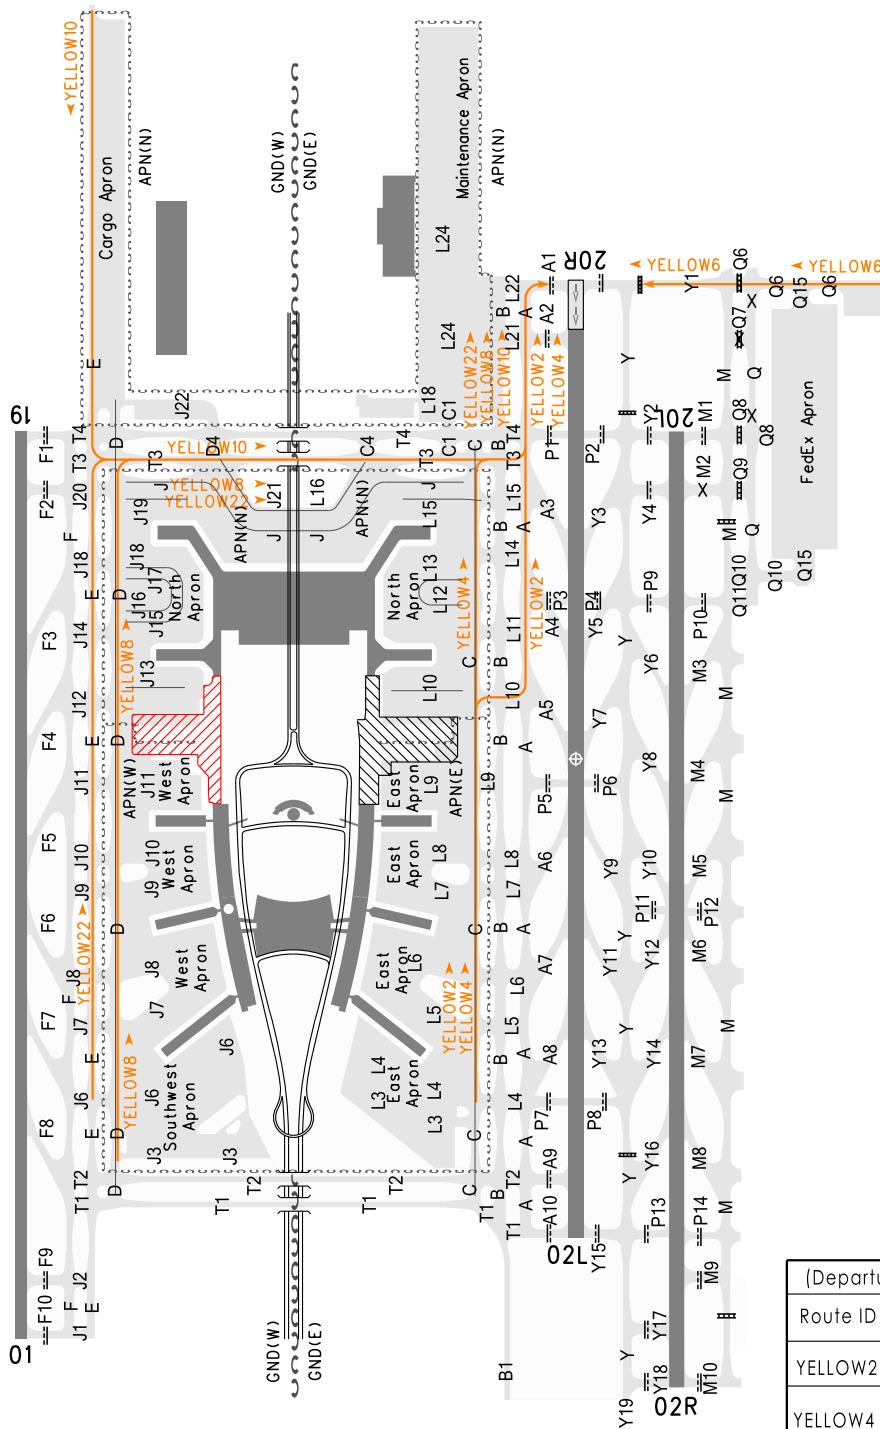 YELLOW10
Cargo Apron
APN(N)
GND(W)
GND(E)
Maintenance Apron
APN(N)
L24
E
J22
L24
L18
C1
L22
L21
B
A
A1
A2
20R
YELLOW6
YELLOW6
Y1
Q6
Q6
Q15
Q6
Q7
X
Y
M
Q
YELLOW22
YELLOW8
YELLOW10
YELLOW2
YELLOW4
19
F1
T4
D
YELLOW10
D4
C4
T4
C1
C
B
T4
P1
P2
Y2
20L
M1
Q8
X
Q8
FedEx Apron
T3
T3
T3
T3
F2
J20
J
J19
YELLOW8
YELLOW22
J21
L16
J
L15
L15
M2
X
Q9
A3
Y3
Y4
B
A
M
Q
F
APN(N)
J
J
APN(N)
J18
J18
J17
J16
J15
E
D
North
Apron
North
Apron
L13
L12
L14
YELLOW4
L11
YELLOW2
A4
P3
P4
Y5
P9
P10
Q11
Q10
Q10
Q15
F3
J14
YELLOW8
J13
J12
L10
C
B
L10
A5
Y7
Y
Y6
M3
M
F4
E
D
B
A
J11
APN(W)
J11
West
Apron
East
Apron
L9
APN(E)
L9
P5
P6
Y8
M4
M
F5
J10
J9
J10
J9
West
Apron
East
Apron
L8
L7
L8
L7
A6
Y9
Y10
M5
P11
P12
F6
E
D
C
B
A
Y
YELLOW22
J8
F
J8
J7
West
Apron
East
Apron
L6
L6
A7
Y11
Y12
M6
F7
J7
L5
L5
YELLOW2
YELLOW4
Y
M
E
YELLOW8
J6
J6
J6
L4
L3
East
Apron
L4
L3
B
A
A8
Y13
Y14
M7
L4
P7
P8
F8
E
D
Southwest
Apron
J3
J3
C
A
A9
Y16
M8
Y
T2
T1
D
T2
T1
T2
T1
C
B
T2
T1
T1
A
A10
M
02L
Y15
P13
P14
F9
J2
M9
F10
F
E
J1
01
GND(W)
GND(E)
B1
Y17
Y
Y18
M10
Y19
02R
(Departu
Route ID
YELLOW2
YELLOW4